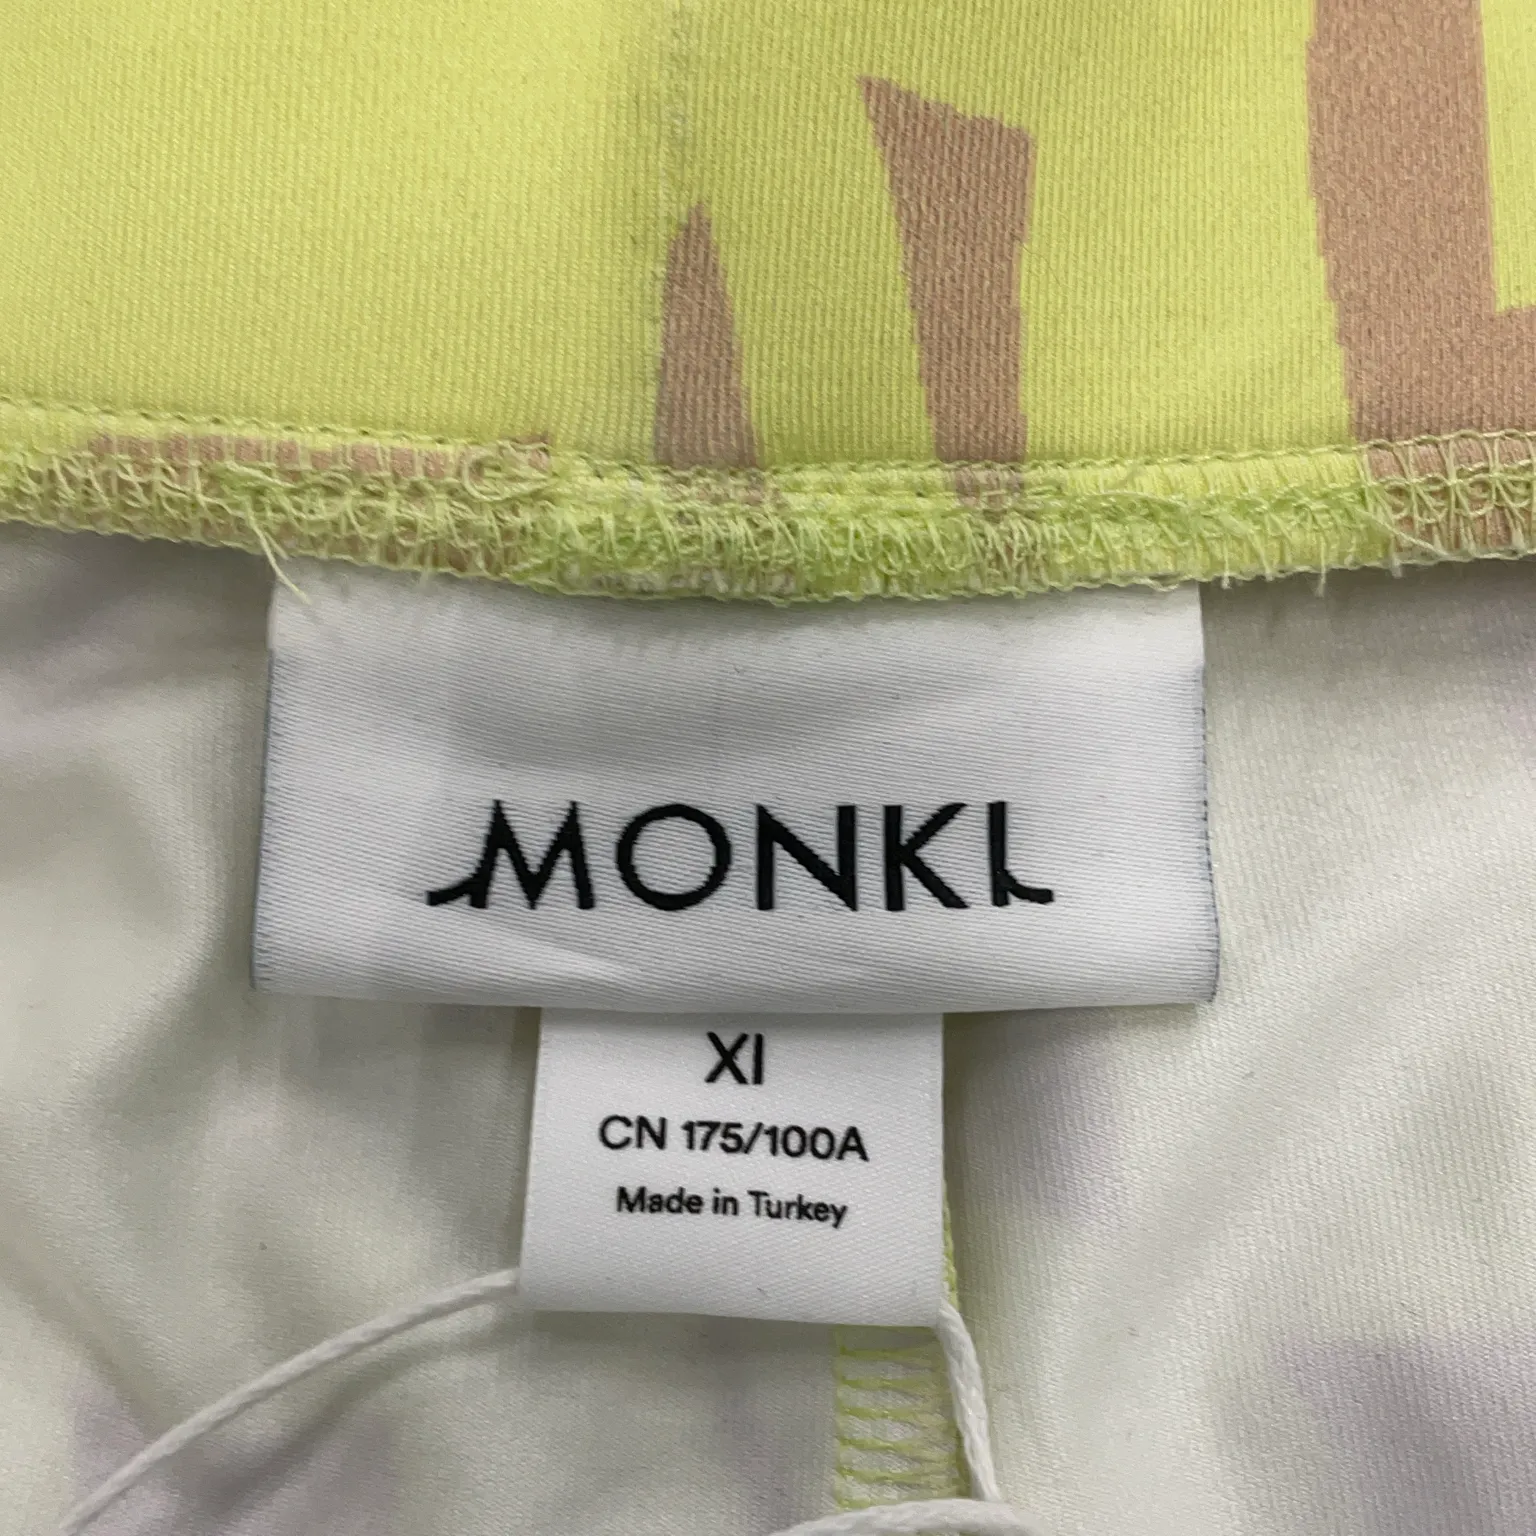 MONKI
Xl
CN 175/100A
Made in Turkey